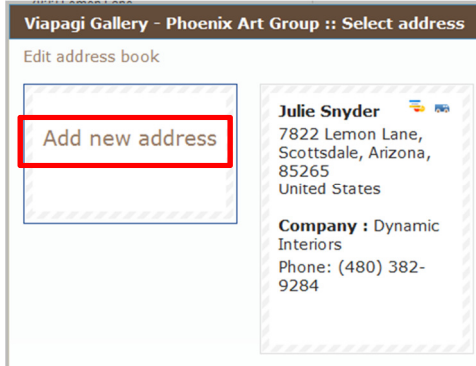 Viapagi Gallery - Phoenix Art Group :: Select address
Edit address book
Add new address
Julie Snyder
7822 Lemon Lane,
Scottsdale, Arizona,
85265
United States
Company : Dynamic
Interiors
Phone: (480) 382-
9284